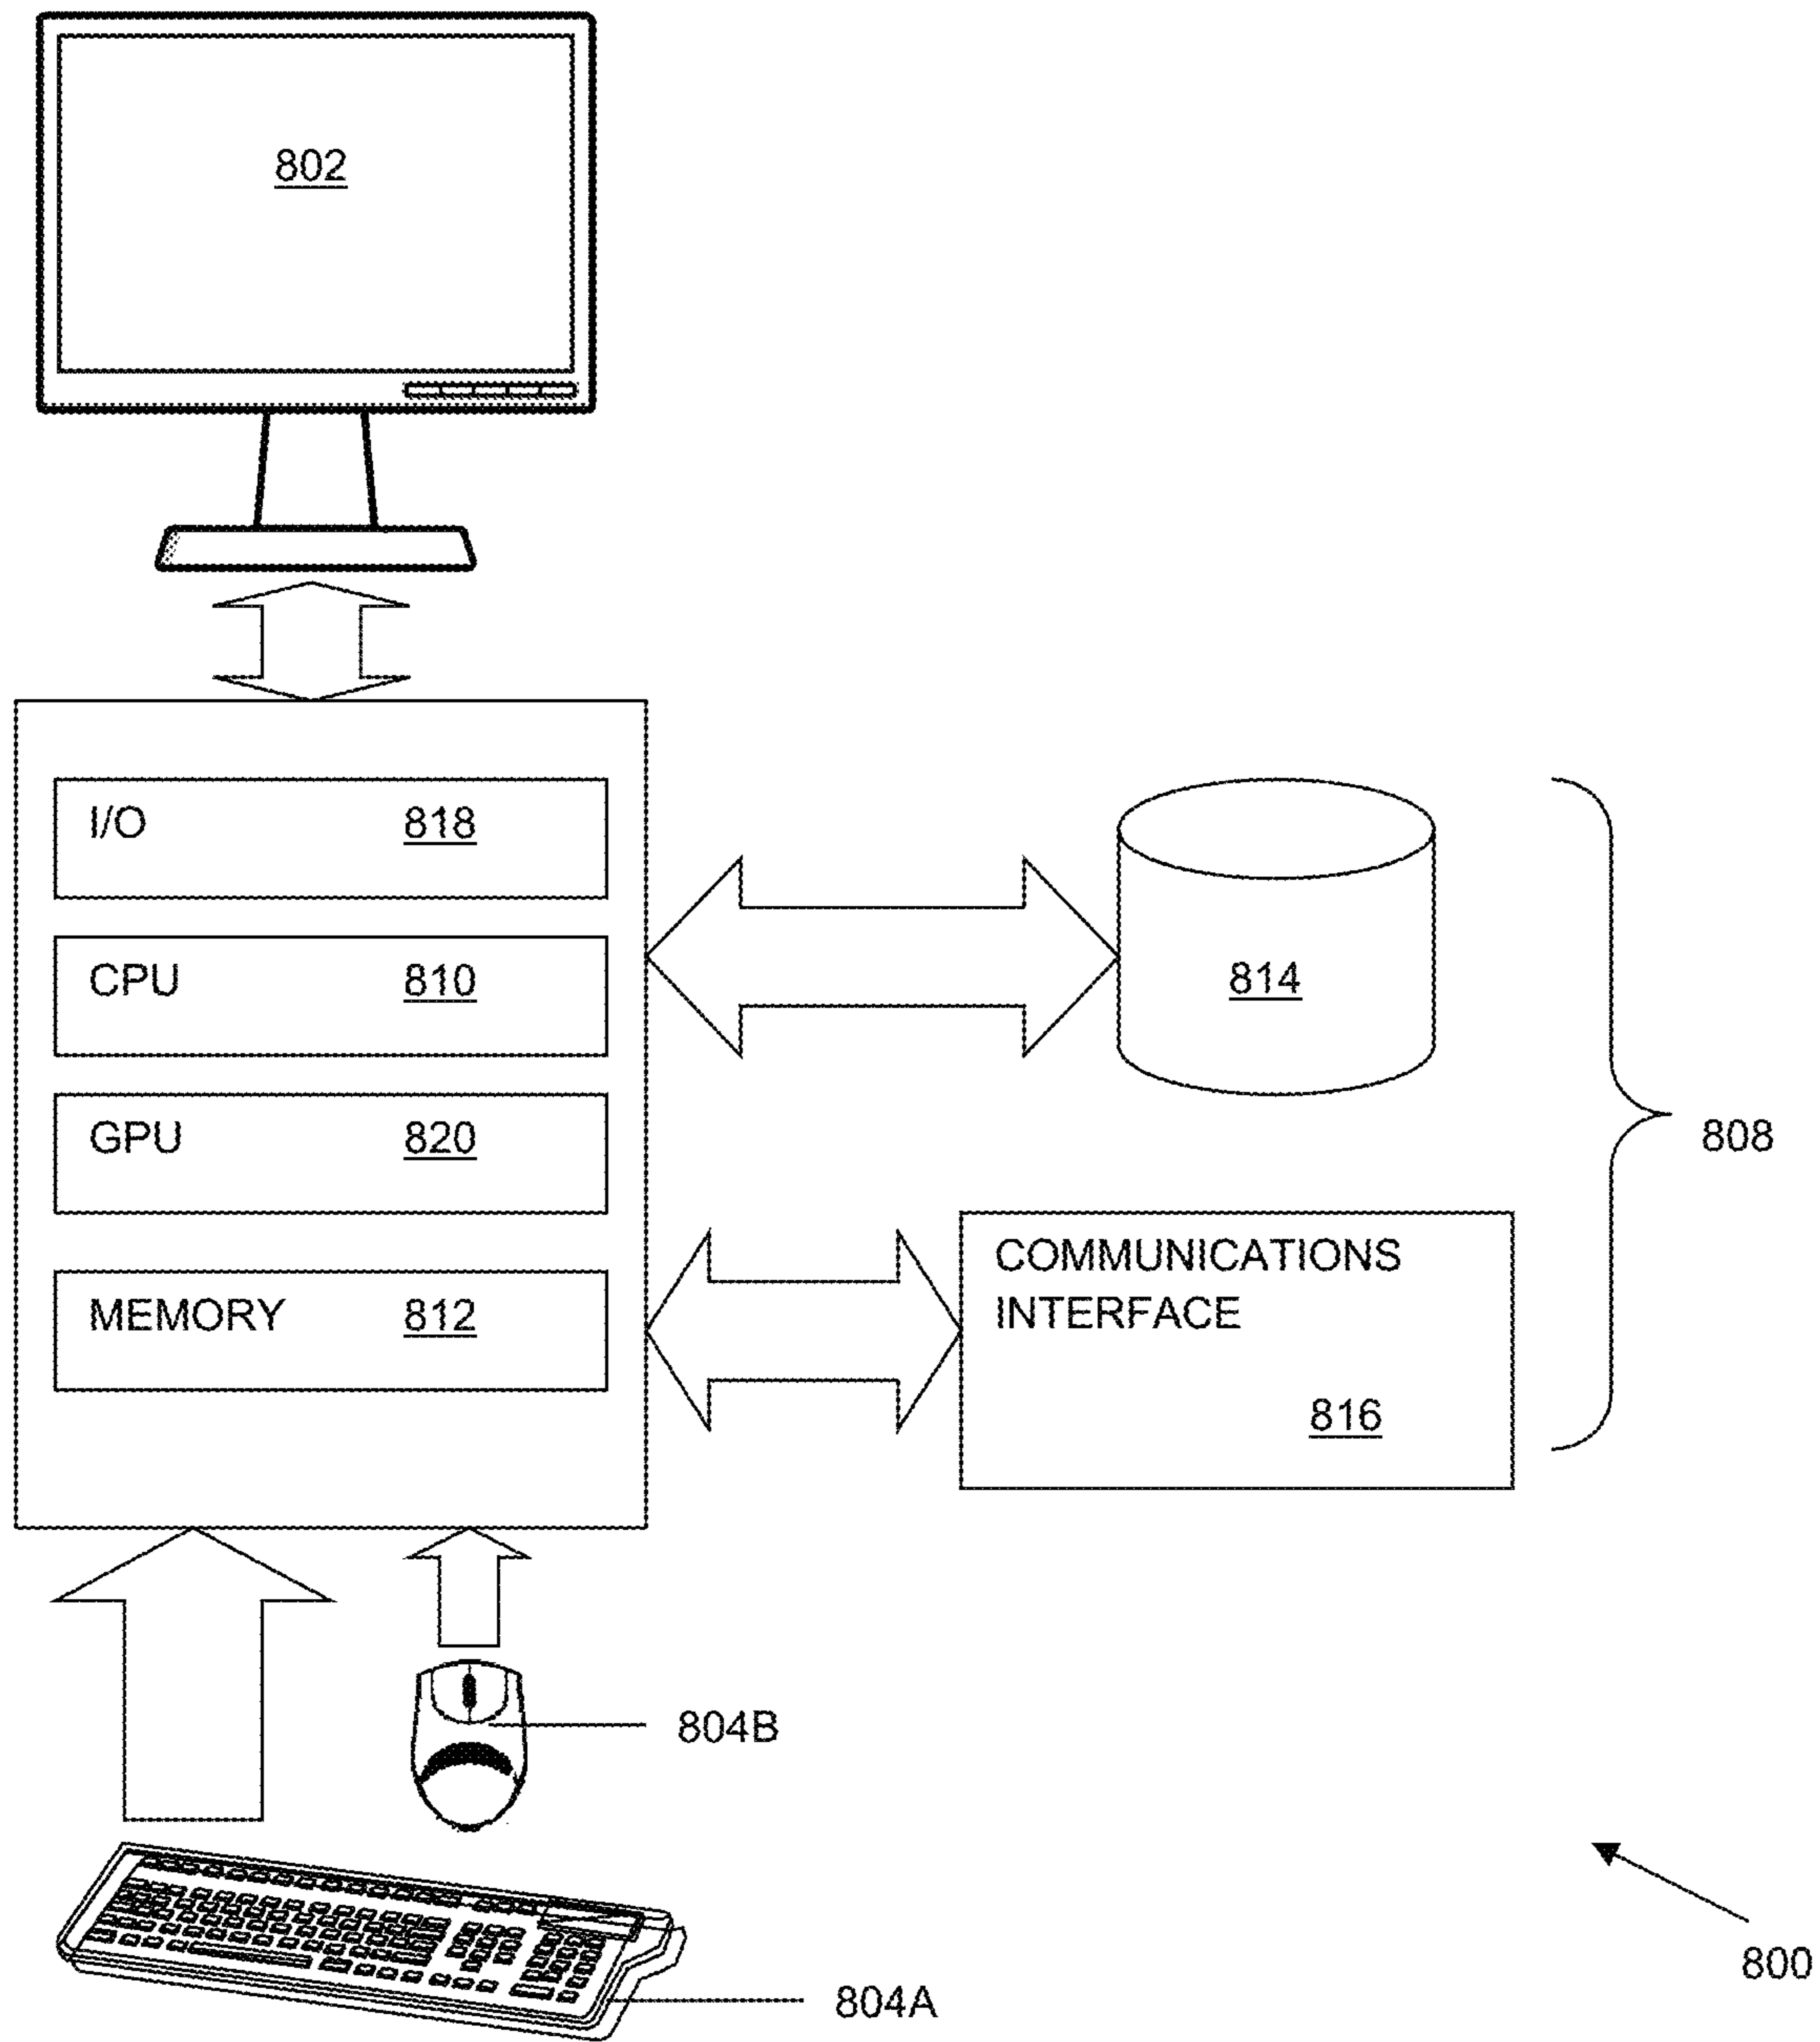 802
I/O 818
CPU 810
814
GPU 820
808
COMMUNICATIONS
INTERFACE
MEMORY 812
816
804B
800
804A